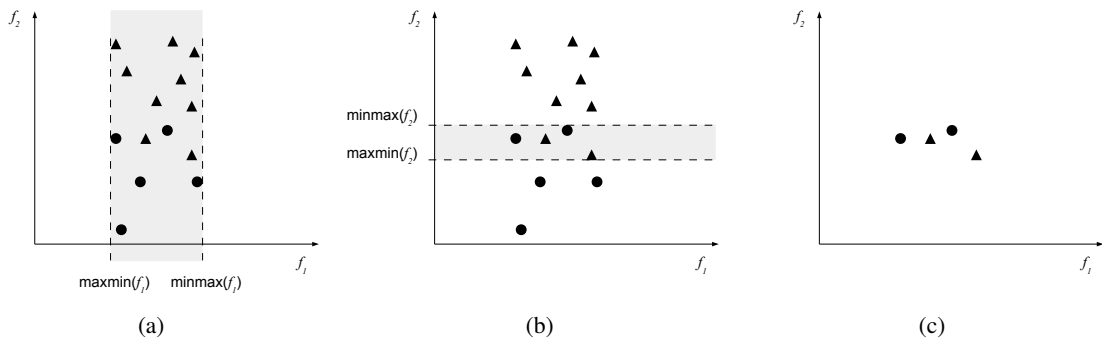 f2
f1
maxmin(f1)
minmax(f1)
(a)
f2
minmax(f2)
maxmin(f2)
f1
(b)
f2
f1
(c)